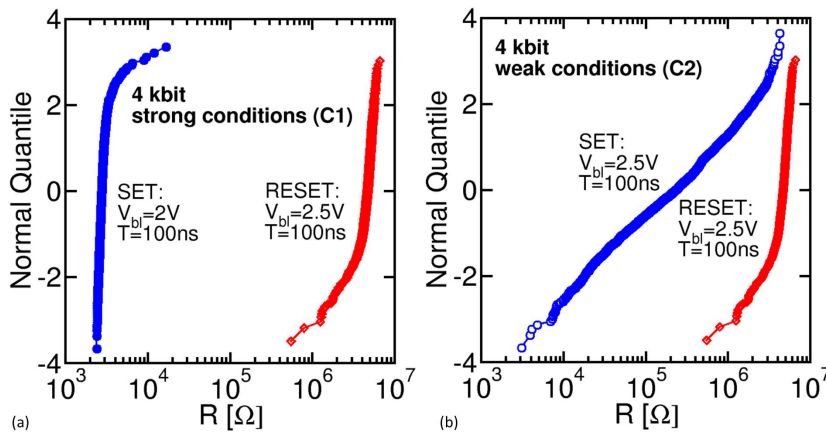 4 kbit
strong conditions (C1)
SET:
V_bl=2V
T=100ns
RESET:
V_bl=2.5V
T=100ns
Normal Quantile
4
2
0
-2
-4
10^3
10^4
10^5
10^6
10^7
R [Ω]
(a)
4 kbit
weak conditions (C2)
SET:
V_bl=2.5V
T=100ns
RESET:
V_bl=2.5V
T=100ns
Normal Quantile
4
2
0
-2
-4
10^3
10^4
10^5
10^6
10^7
R [Ω]
(b)